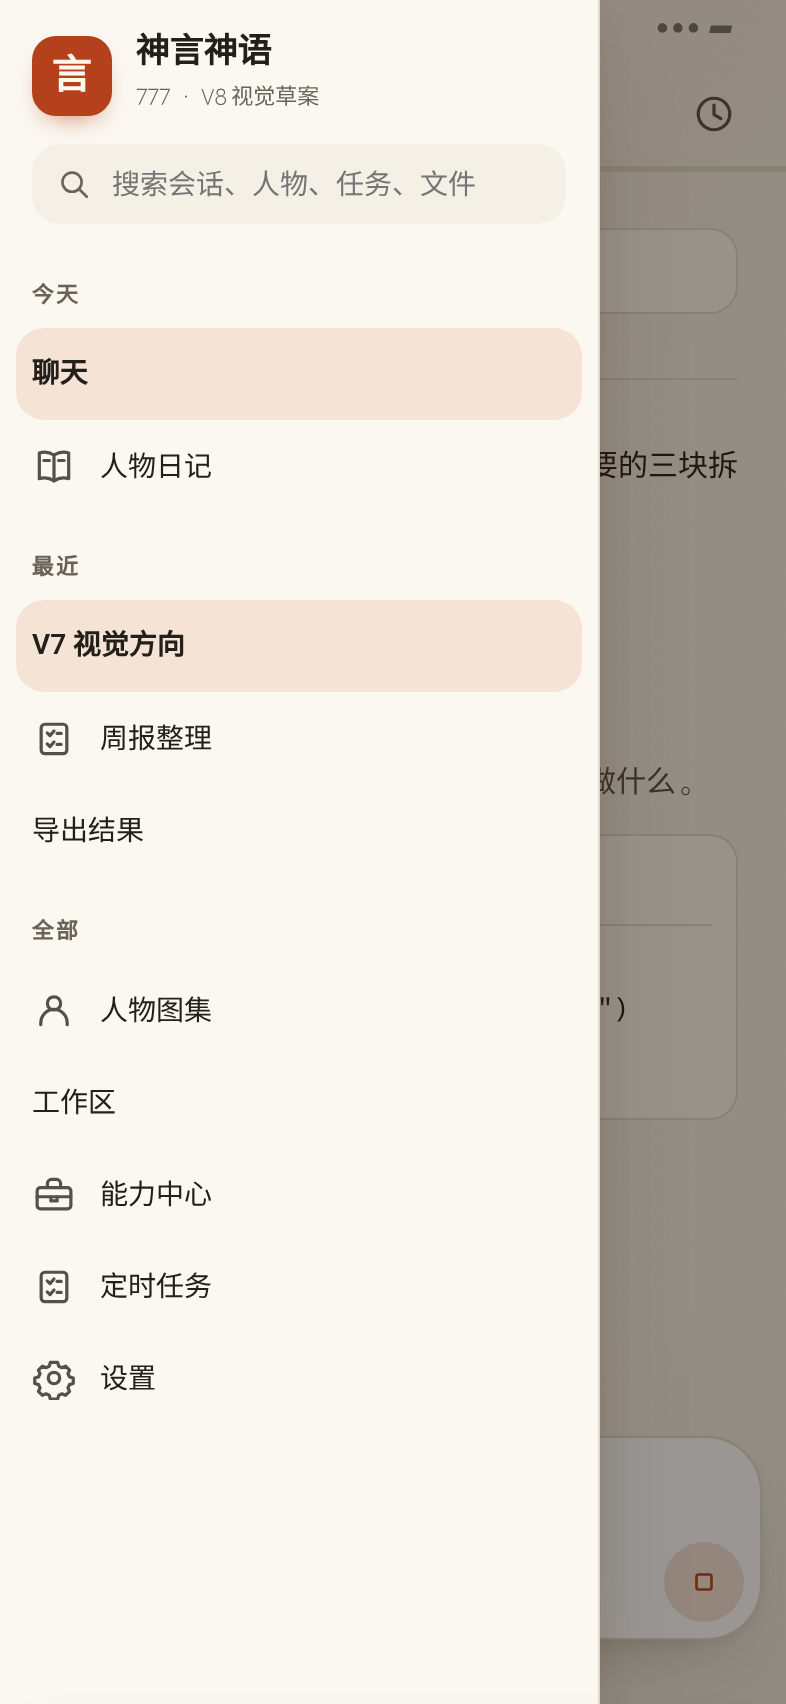 言
神言神语
777 · V8 视觉草案
搜索会话、人物、任务、文件
今天
聊天
人物日记
最近
V7 视觉方向
周报整理
导出结果
全部
人物图集
工作区
能力中心
定时任务
设置
要的三块拆
做什么。
")